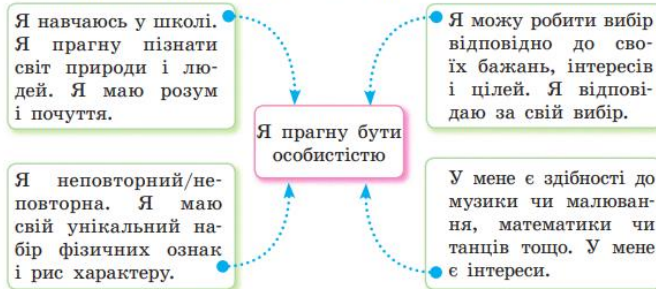 Я навчаюсь у школі.
Я прагну пізнати
світ природи і лю-
дей. Я маю розум
і почуття.
Я можу робити вибір
відповідно до сво-
їх бажань, інтересів
і цілей. Я відпові-
даю за свій вибір.
Я прагну бути
особистістю
Я неповторний/не-
повторна. Я маю
свій унікальний на-
бір фізичних ознак
і рис характеру.
У мене є здібності до
музики чи малюван-
ня, математики чи
танців тощо. У мене
є інтереси.